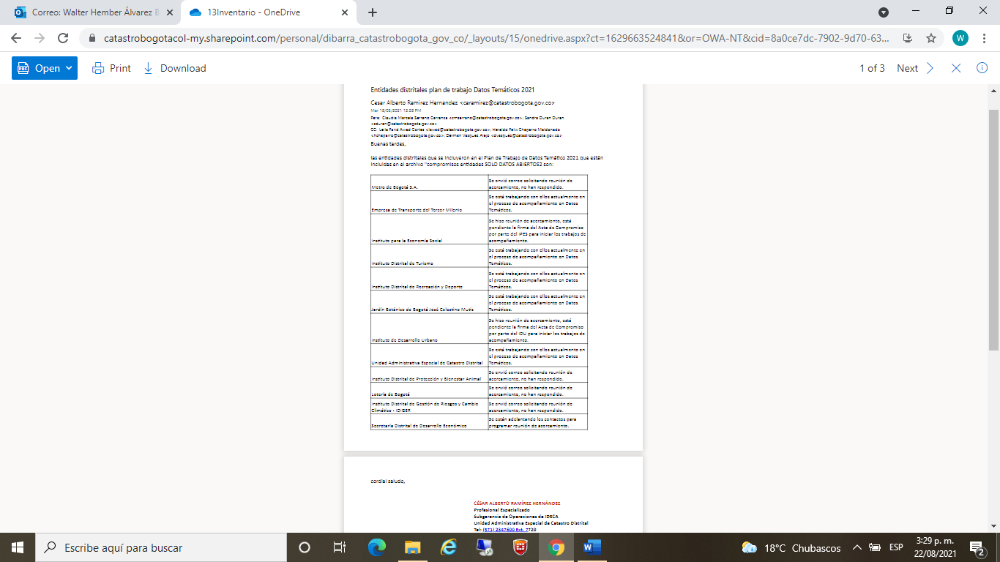 Correo: Walter Hember Álvarez B
13Inventario - OneDrive
catastrobogotacol-my.sharepoint.com/personal/dibarra_catastrobogota_gov_co/_layouts/15/onedrive.aspx?ct=1629663524841&or=OWA-NT&cid=8a0ce7dc-7902-9d70-63...
W
PDF
Open
Print
Download
1 of 3
Next
Entidades distritales plan de trabajo Datos Temáticos 2021
Cesar Alberto Ramirez Hernandez <caramirez@catastrobogota.gov.co>
Mar 18/05/2021 12:28 PM
Para: Claudia Marcela Serrano Carranza <cmserrano@catastrobogota.gov.co>; Sandra Duran Duran
<sduran@catastrobogota.gov.co>
CC: Leila Farid Awad Cortes <lawad@catastrobogota.gov.co>; Haraldo Felix Chaparro Maldonado
<hchaparro@catastrobogota.gov.co>; German Vasquez Alejo <dvasquez@catastrobogota.gov.co>
Buenas tardes,
las entidades distritales que se incluyeron en el Plan de Trabajo de Datos Temático 2021 que están
incluidas en el archivo "compromisos entidades SOLO DATOS ABIERTOS2 son:
Se envió correo solicitando reunión de
Metro de Bogotá S.A.
acercamiento, no han respondido.
Se está trabajando con ellos actualmente en
el proceso de acompañamiento en Datos
Empresa de Transporte del Tercer Milenio
Temáticos.
Se hizo reunión de acercamiento, está
pendiente la firma del Acta de Compromiso
por parte del IPES para iniciar los trabajos de
Instituto para la Economía Social
acompañamiento.
Se está trabajando con ellos actualmente en
el proceso de acompañamiento en Datos
Instituto Distrital de Turismo
Temáticos.
Se está trabajando con ellos actualmente en
el proceso de acompañamiento en Datos
Instituto Distrital de Recreación y Deporte
Temáticos.
Se está trabajando con ellos actualmente en
el proceso de acompañamiento en Datos
Jardín Botánico de Bogotá José Celestino Mutis
Temáticos.
Se hizo reunión de acercamiento, está
pendiente la firma del Acta de Compromiso
por parte del IDU para iniciar los trabajos de
Instituto de Desarrollo Urbano
acompañamiento.
Se está trabajando con ellos actualmente en
el proceso de acompañamiento en Datos
Unidad Administrativa Especial de Catastro Distrital
Temáticos.
Se envió correo solicitando reunión de
Instituto Distrital de Protección y Bienestar Animal
acercamiento, no han respondido.
Se envió correo solicitando reunión de
Lotería de Bogotá
acercamiento, no han respondido.
Instituto Distrital de Gestión de Riesgos y Cambio
Climático - IDIGER
Se envió correo solicitando reunión de
acercamiento, no han respondido.
Se están adelantando los contactos para
Secretaría Distrital de Desarrollo Económico
programar reunión de acercamiento.
cordial saludo,
CÉSAR ALBERTO RAMÍREZ HERNÁNDEZ
Profesional Especializado
Subgerencia de Operaciones de IDECA
Unidad Administrativa Especial de Catastro Distrital
Tel: (571) 2347600 Ext. 7720
Escribe aquí para buscar
18°C Chubascos
ESP
3:29 p. m.
22/08/2021
2